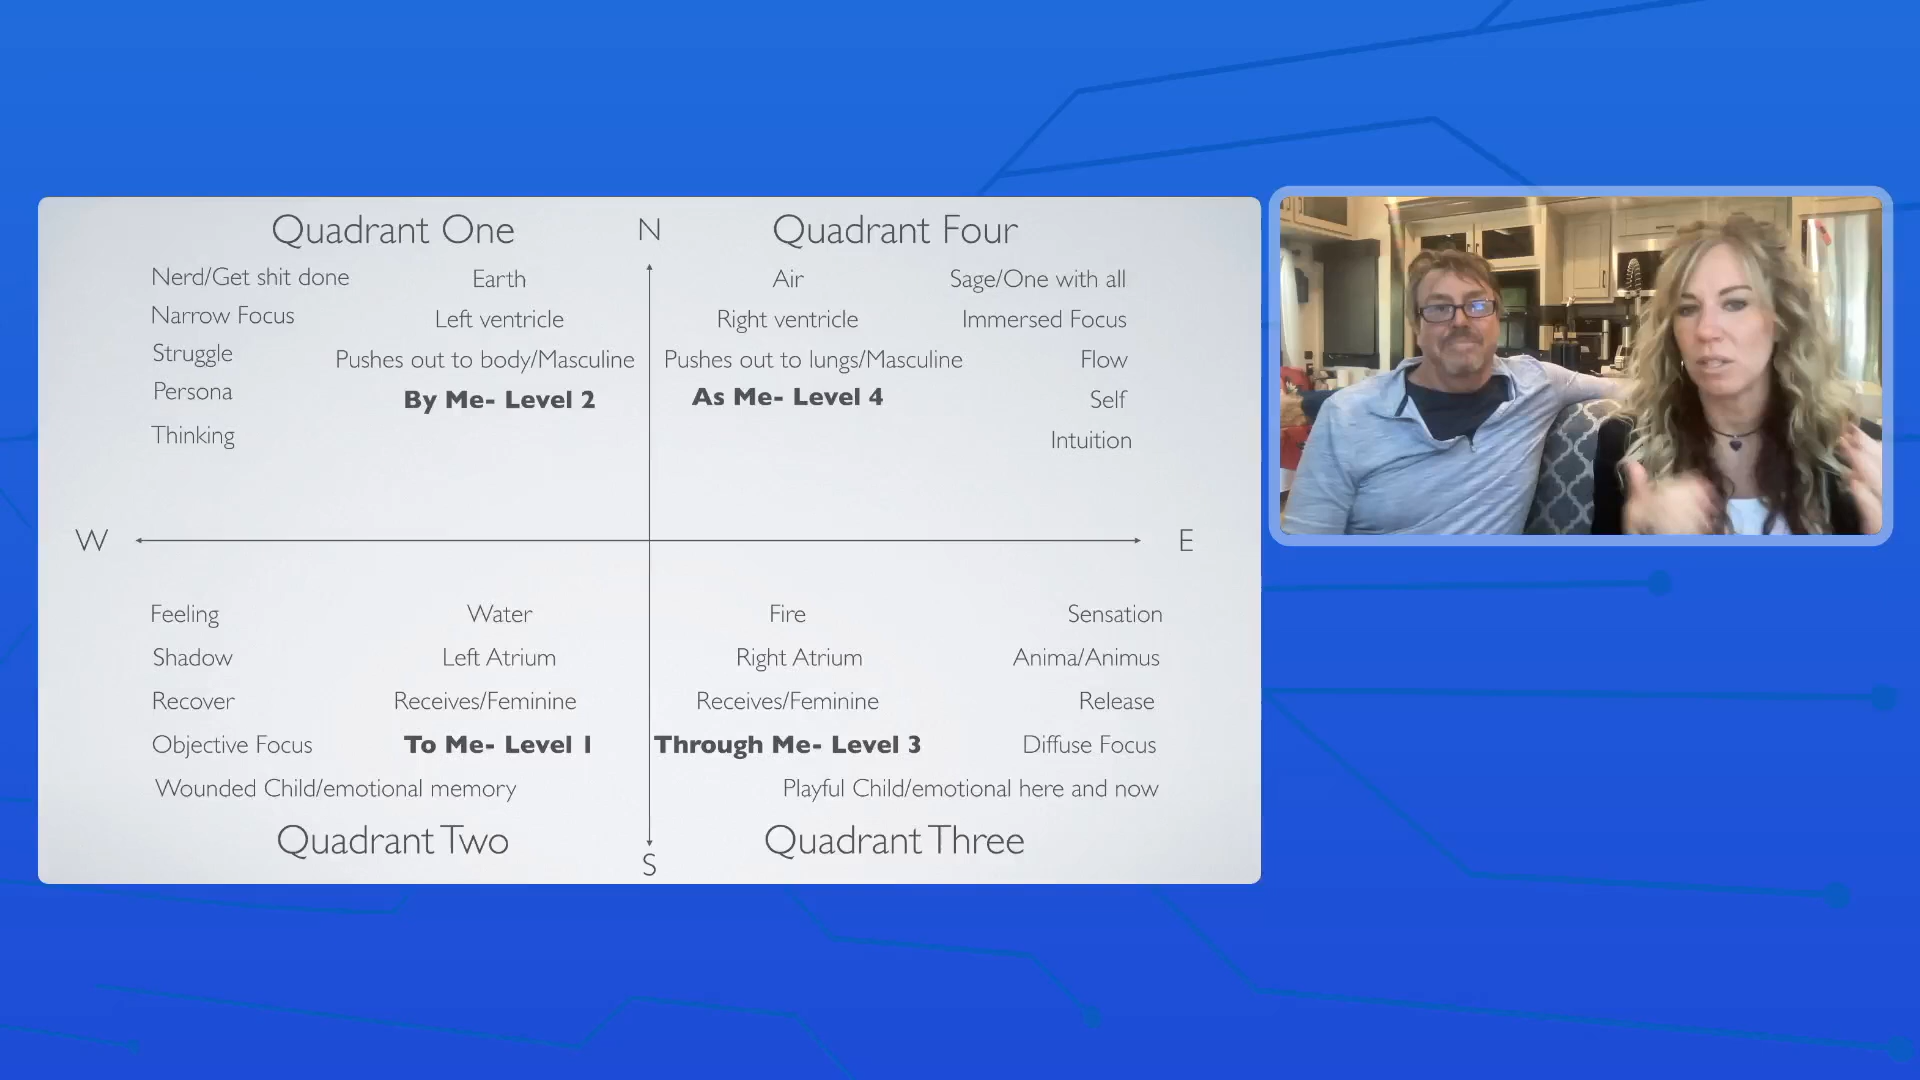 Quadrant One
N
Quadrant Four
Nerd/Get shit done
Earth
Air
Sage/One with all
Narrow Focus
Left ventricle
Right ventricle
Immersed Focus
Struggle
Pushes out to body/Masculine
Pushes out to lungs/Masculine
Flow
Persona
By Me- Level 2
As Me- Level 4
Self
Thinking
Intuition
W
E
Feeling
Water
Fire
Sensation
Shadow
Left Atrium
Right Atrium
Anima/Animus
Recover
Receives/Feminine
Receives/Feminine
Release
Objective Focus
To Me- Level 1
Through Me- Level 3
Diffuse Focus
Wounded Child/emotional memory
Playful Child/emotional here and now
Quadrant Two
Quadrant Three
S